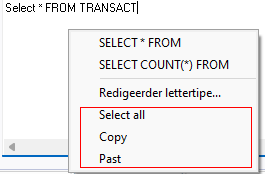 Select * FROM TRANSACT
SELECT * FROM
SELECT COUNT(*) FROM
Redigeerder lettertipe...
Select all
Copy
Past